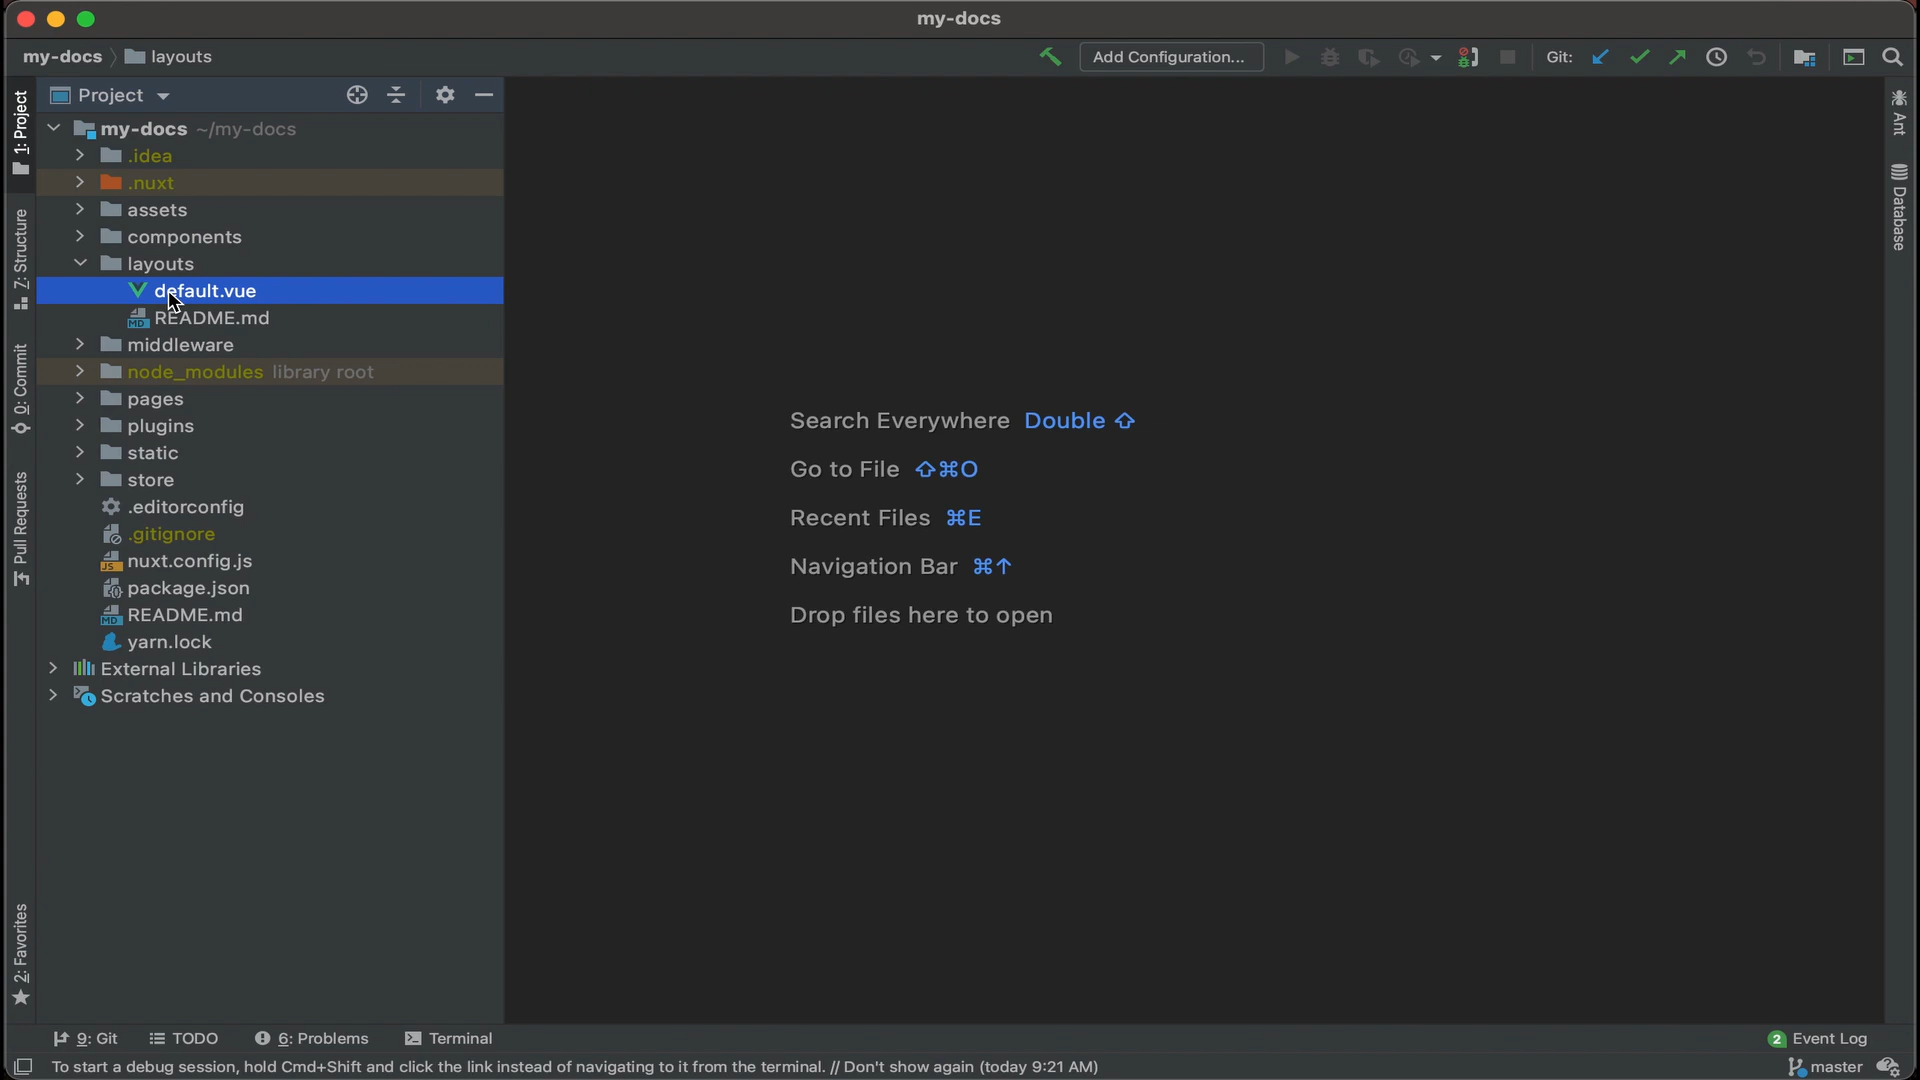 my-docs
my-docs
layouts
Add Configuration...
Git:
1: Project
Project
my-docs ~/my-docs
.idea
.nuxt
assets
components
layouts
default.vue
README.md
middleware
node_modules library root
pages
plugins
static
store
.editorconfig
.gitignore
nuxt.config.js
package.json
README.md
yarn.lock
External Libraries
Scratches and Consoles
Z: Structure
0: Commit
Pull Requests
2: Favorites
Search Everywhere Double ⇧
Go to File ⇧⌘O
Recent Files ⌘E
Navigation Bar ⌘↑
Drop files here to open
Ant
Database
9: Git
TODO
6: Problems
Terminal
2 Event Log
To start a debug session, hold Cmd+Shift and click the link instead of navigating to it from the terminal. // Don't show again (today 9:21 AM)
master